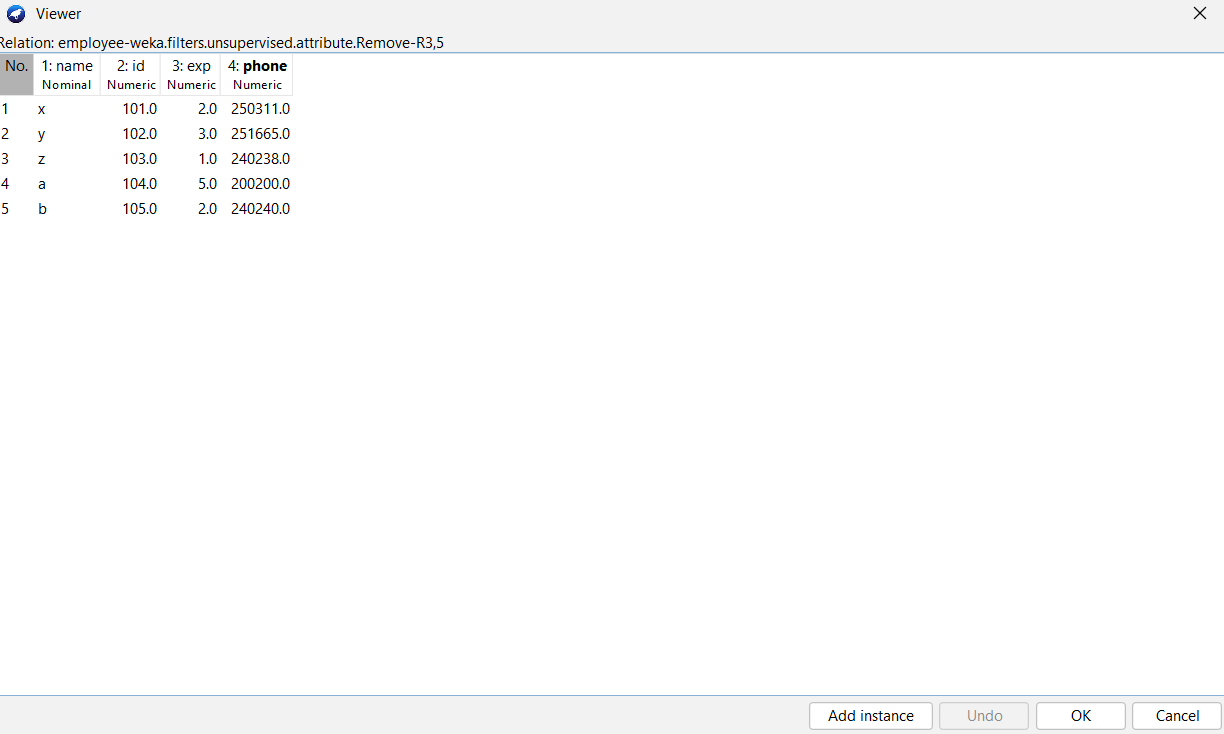 Viewer
Relation: employee-weka.filters.unsupervised.attribute.Remove-R3,5
No. 1: name 2: id 3: exp 4: phone
Nominal Numeric Numeric Numeric
1 x 101.0 2.0 250311.0
2 y 102.0 3.0 251665.0
3 z 103.0 1.0 240238.0
4 a 104.0 5.0 200200.0
5 b 105.0 2.0 240240.0
Add instance Undo OK Cancel